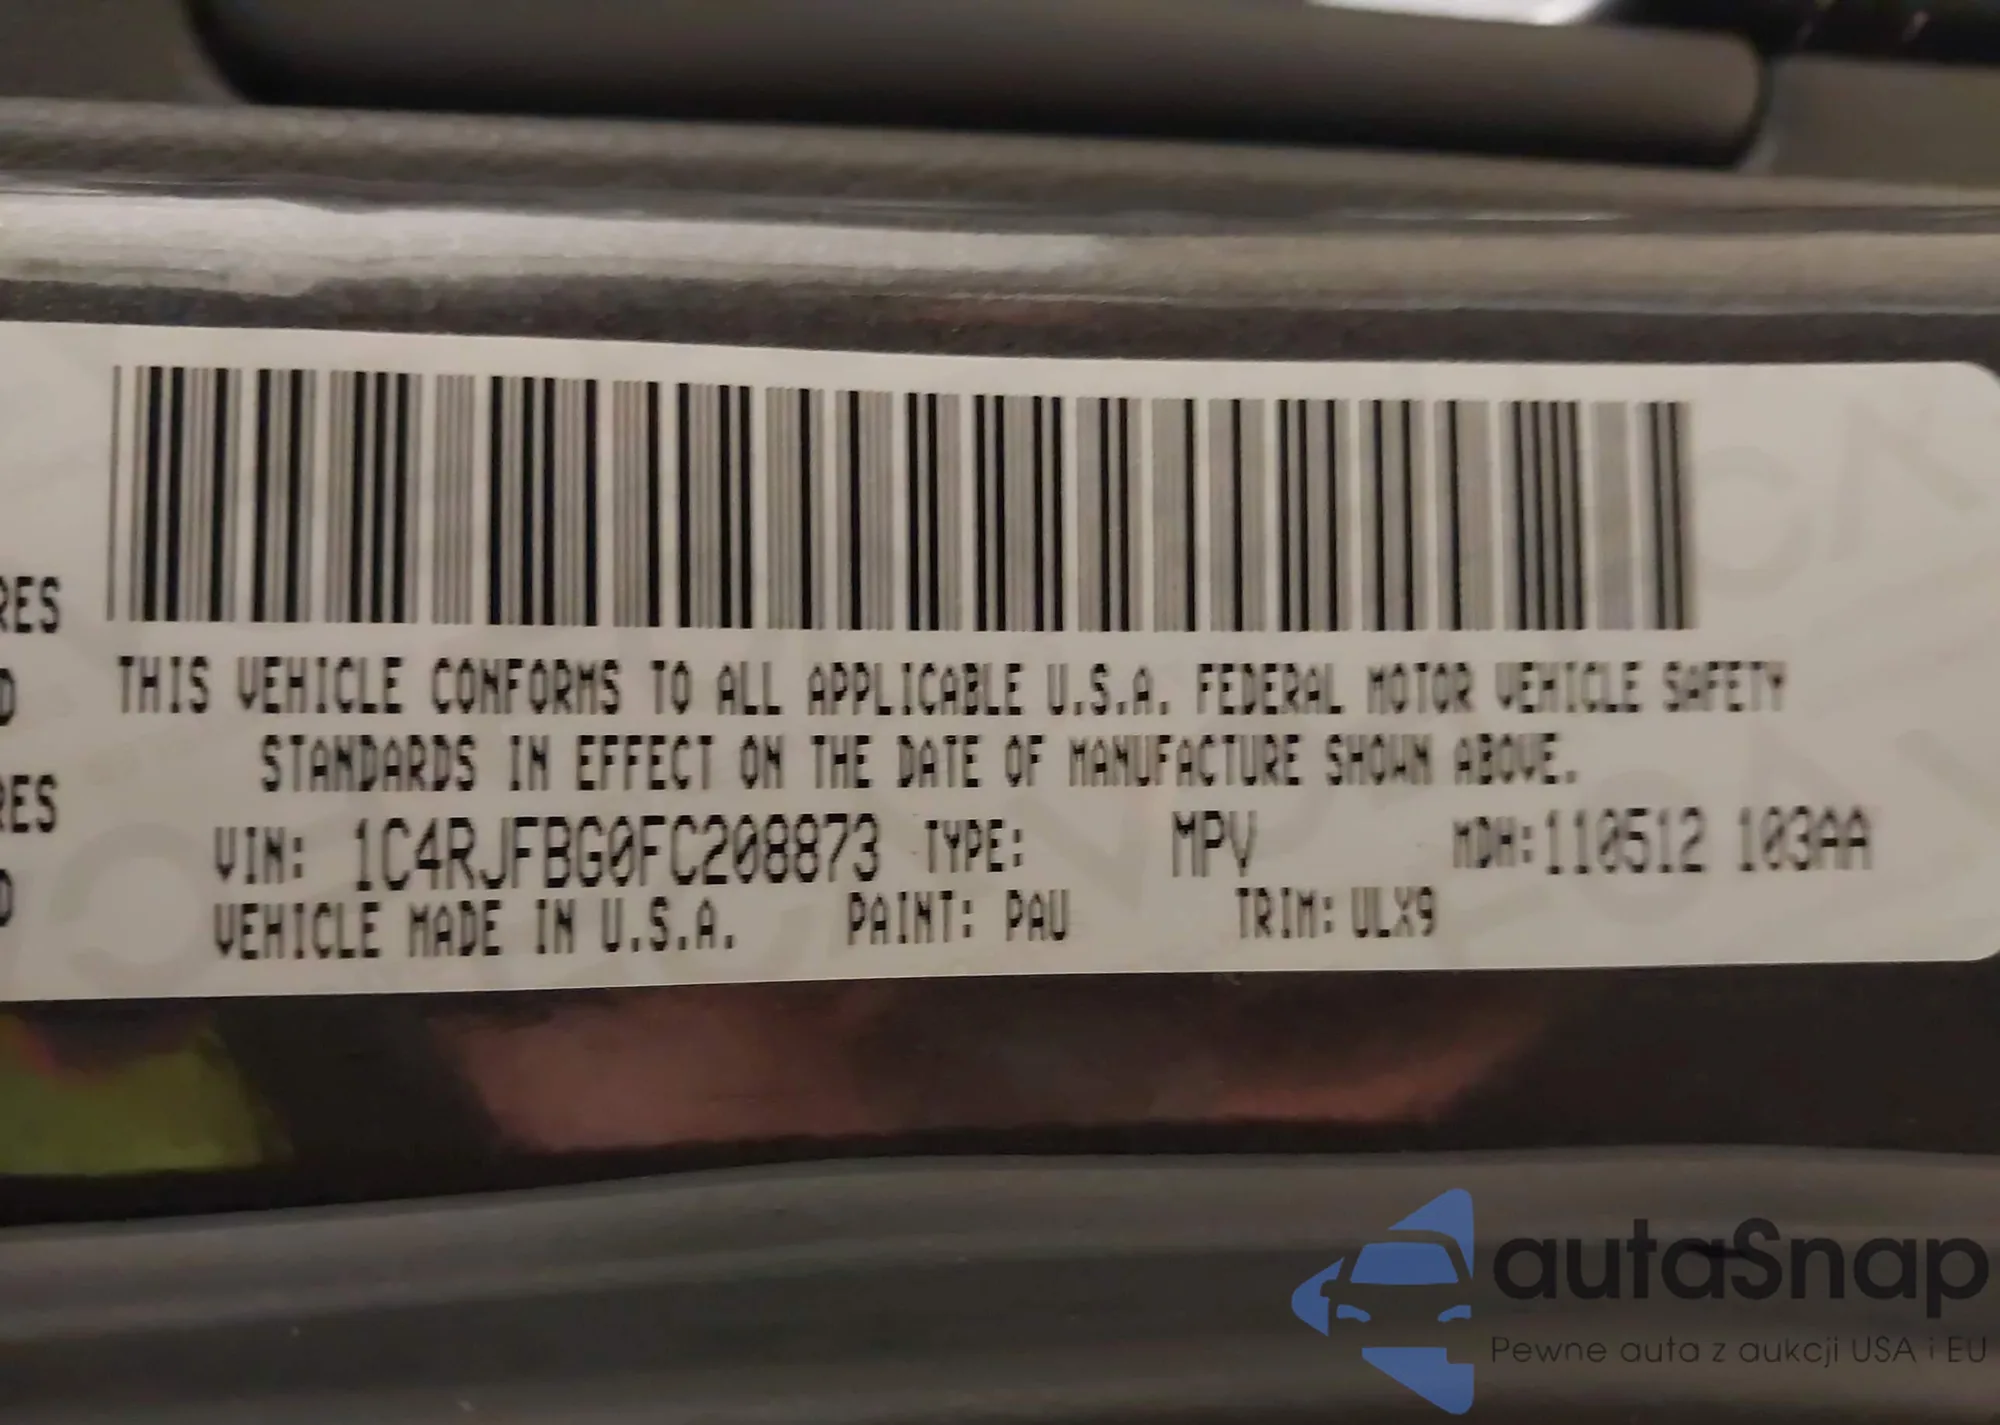 RES
D
RES
D
THIS VEHICLE CONFORMS TO ALL APPLICABLE U.S.A. FEDERAL MOTOR VEHICLE SAFETY
STANDARDS IN EFFECT ON THE DATE OF MANUFACTURE SHOWN ABOVE.
VIN: 1C4RJFBG0FC208873 TYPE: MPV MDH:110512 103AA
VEHICLE MADE IN U.S.A. PAINT: PAU TRIM: ULX9
autaSnap
Pewne auta z aukcji USA i EU